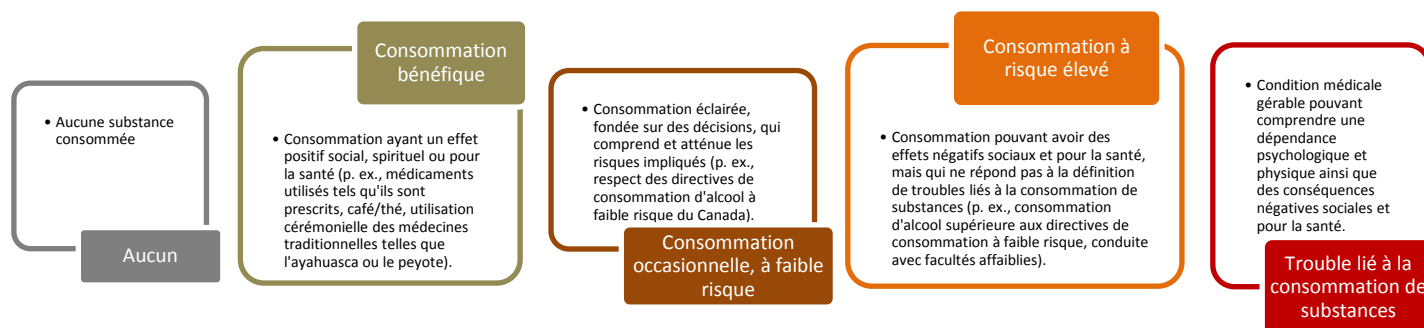 • Aucune substance
consommée
Aucun
Consommation
bénéfique
• Consommation ayant un effet
positif social, spirituel ou pour
la santé (p. ex., médicaments
utilisés tels qu'ils sont
prescrits, café/thé, utilisation
cérémonielle des médecines
traditionnelles telles que
l'ayahuasca ou le peyote).
• Consommation éclairée,
fondée sur des décisions, qui
comprend et atténue les
risques impliqués (p. ex.,
respect des directives de
consommation d'alcool à
faible risque du Canada).
Consommation
occasionnelle, à faible
risque
Consommation à
risque élevé
• Consommation pouvant avoir des
effets négatifs sociaux et pour la santé,
mais qui ne répond pas à la définition
de troubles liés à la consommation de
substances (p. ex., consommation
d'alcool supérieure aux directives de
consommation à faible risque, conduite
avec facultés affaiblies).
• Condition médicale
gérable pouvant
comprendre une
dépendance
psychologique et
physique ainsi que
des conséquences
négatives sociales et
pour la santé.
Trouble lié à la
consommation de
substances